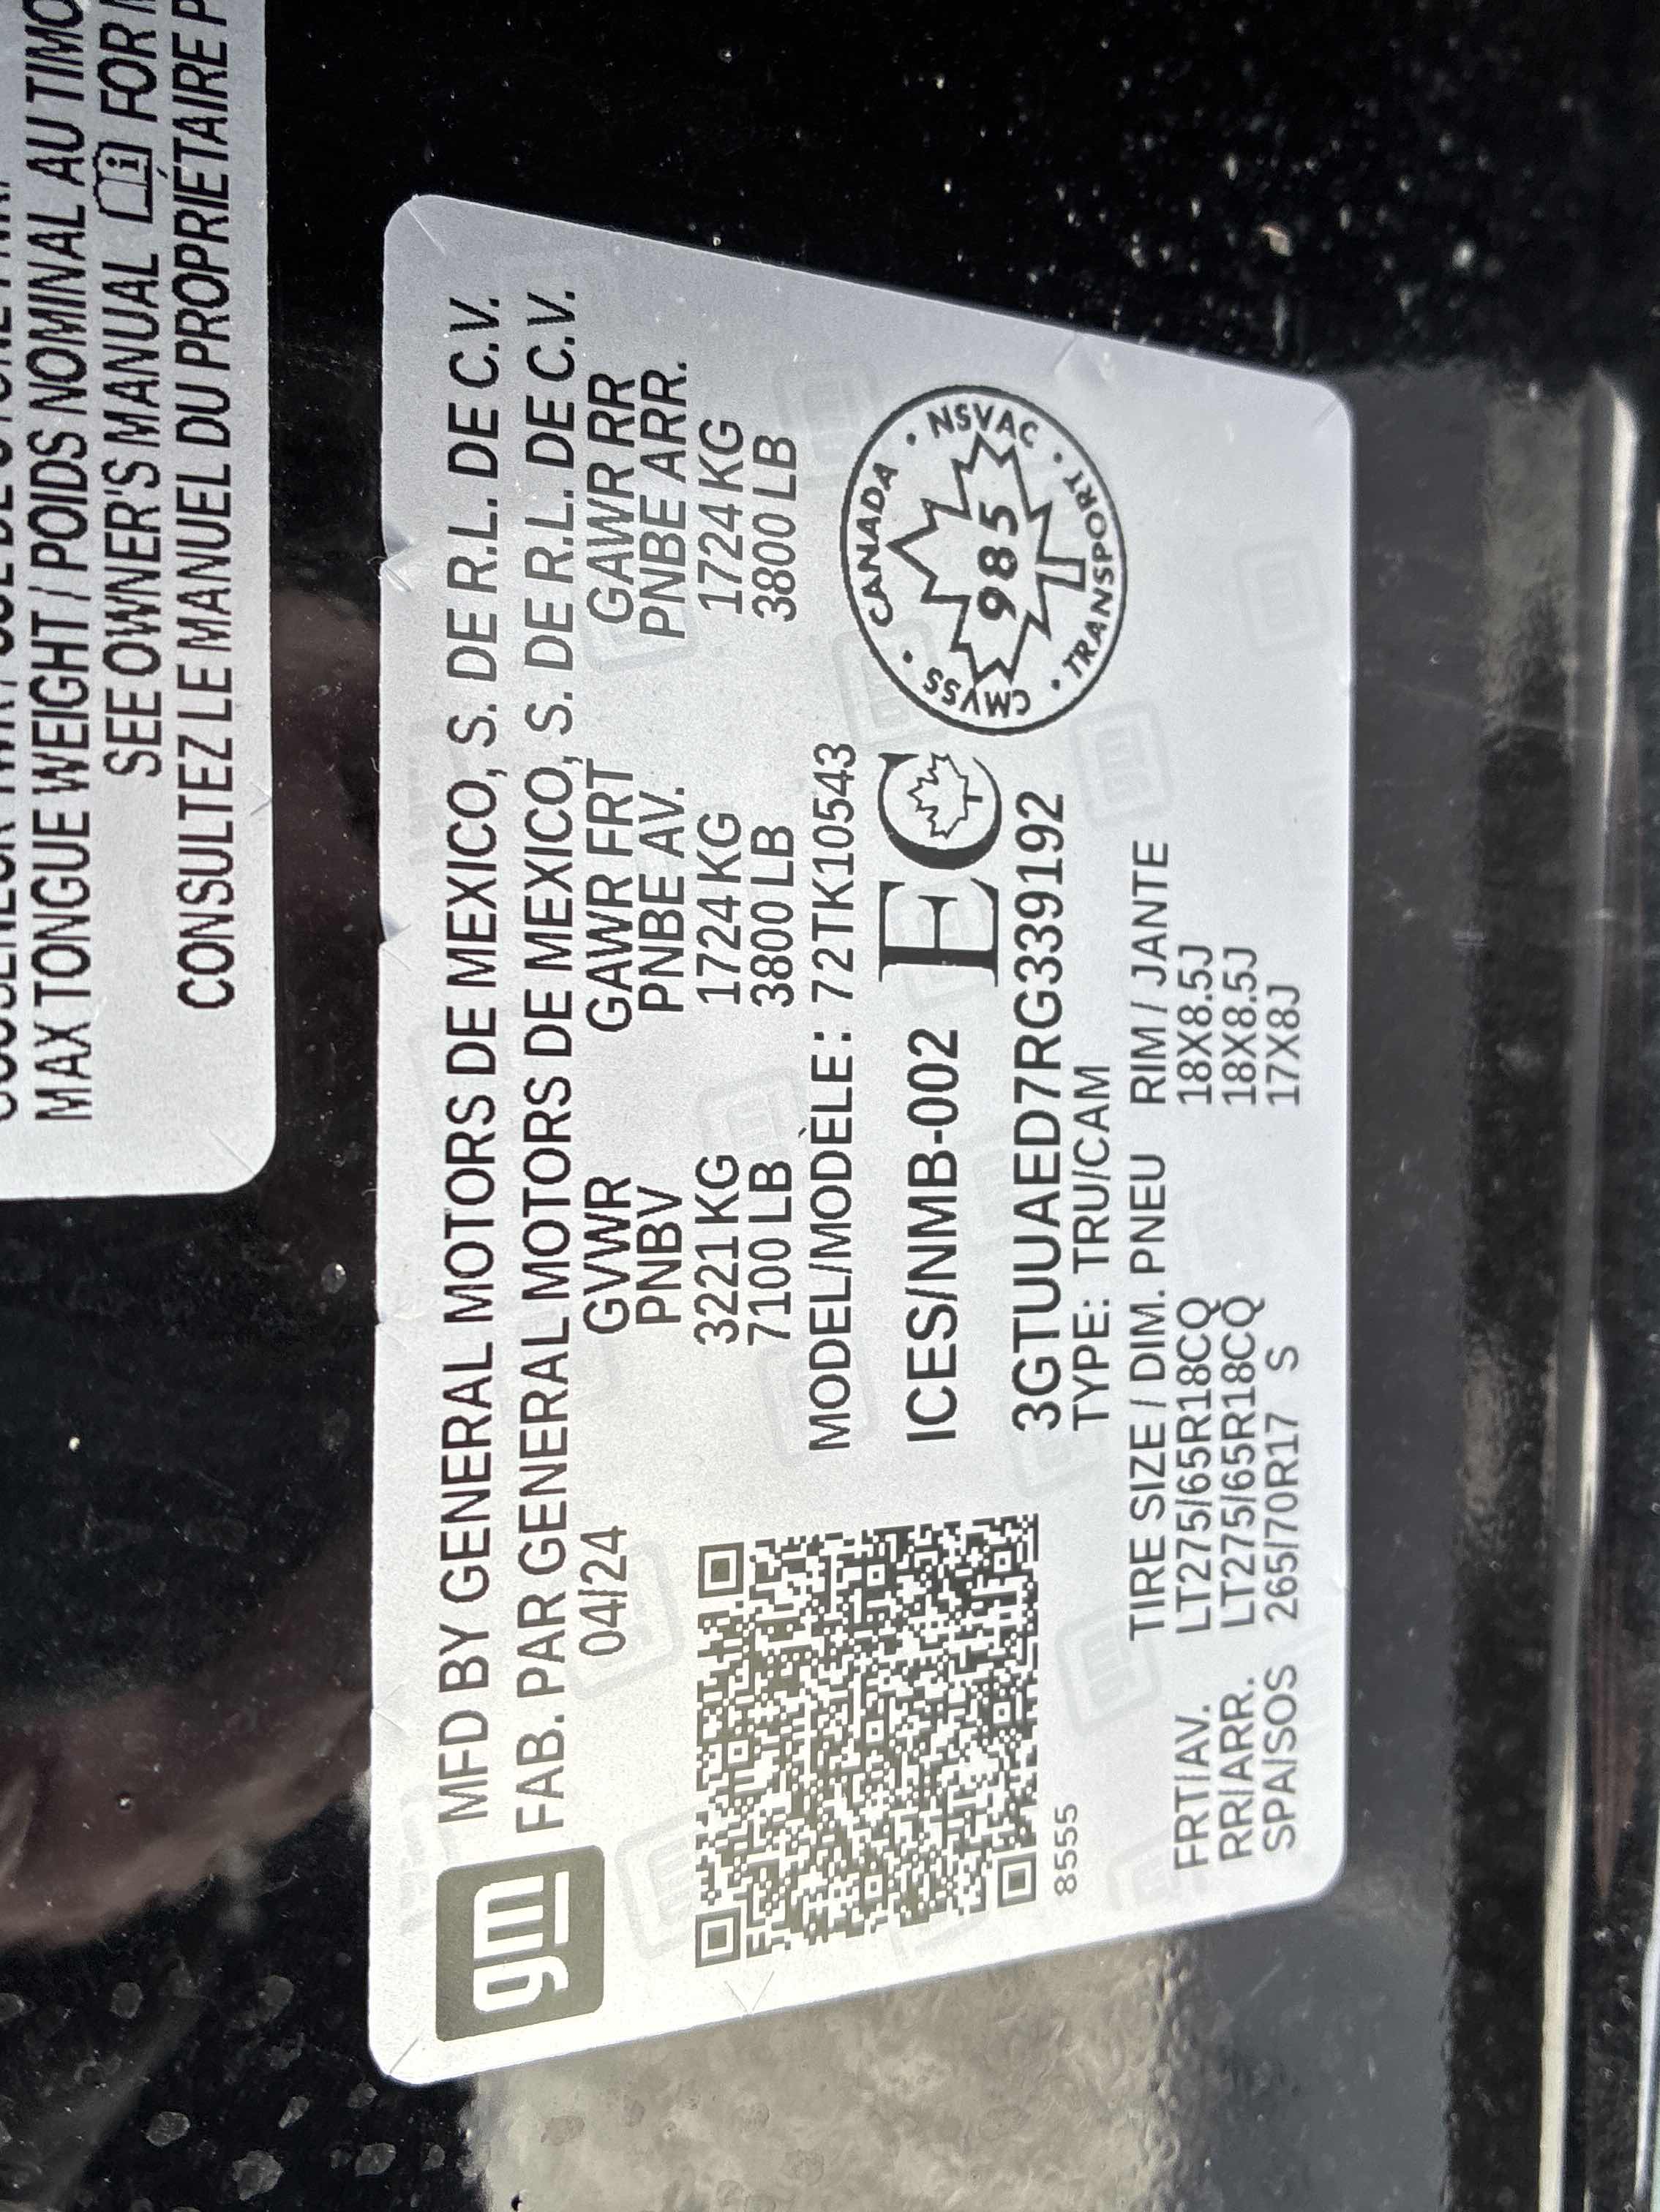 MAX TONGUE WEIGHT / POIDS NOMINAL AU TIMO
SEE OWNER'S MANUAL FOR
CONSULTEZ LE MANUEL DU PROPRIÉTAIRE P
gm
MFD BY GENERAL MOTORS DE MEXICO, S. DE R.L. DE C.V.
FAB. PAR GENERAL MOTORS DE MEXICO, S. DE R.L. DE C.V.
04/24 GVWR GAWR FRT GAWR RR
PNBV PNBE AV. PNBE ARR.
3221 KG 1724 KG 1724 KG
7100 LB 3800 LB 3800 LB
MODEL/MODÈLE : 72TK10543
ICES/NMB-002 EC
3GTUUAED7RG339192
TYPE: TRU/CAM
CANADA • NSVAC • TRANSPORT • CMVSS •
985
8555
TIRE SIZE / DIM. PNEU RIM / JANTE
FRT/AV. LT275/65R18CQ 18X8.5J
RR/ARR. LT275/65R18CQ 18X8.5J
SPA/SOS 265/70R17 S 17X8J